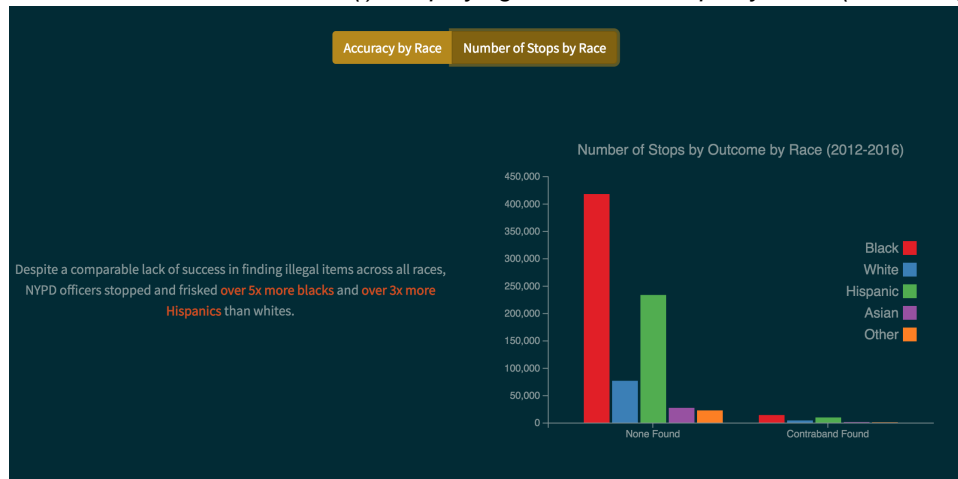 Accuracy by Race
Number of Stops by Race
Number of Stops by Outcome by Race (2012-2016)
Despite a comparable lack of success in finding illegal items across all races,
NYPD officers stopped and frisked over 5x more blacks and over 3x more
Hispanics than whites.
450,000
400,000
350,000
300,000
250,000
200,000
150,000
100,000
50,000
0
Black
White
Hispanic
Asian
Other
None Found
Contraband Found